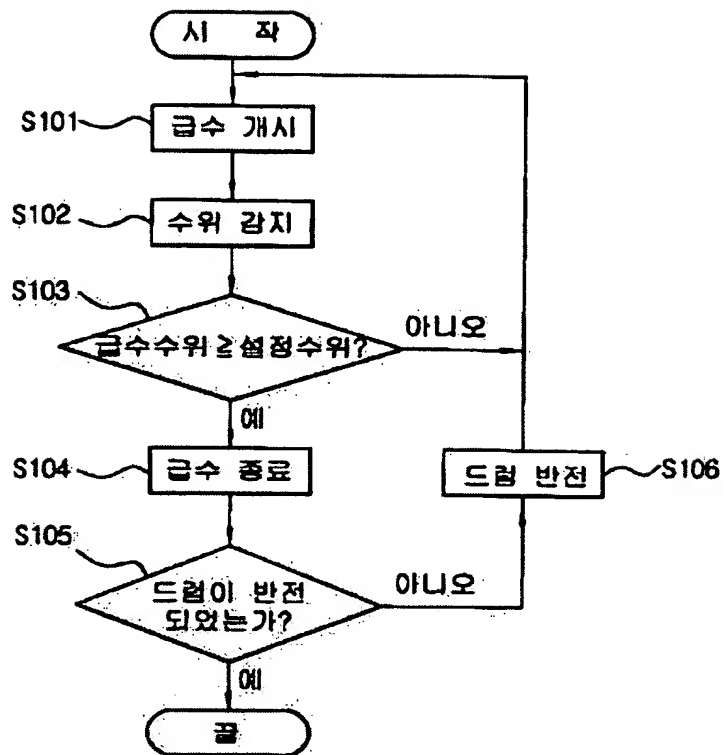 시 작
S101
급수 개시
S102
수위 감지
S103
급수수위≥설정수위?
아니오
예
S104
급수 종료
드럼 반전
S106
S105
드럼이 반전
되었는가?
아니오
예
끝